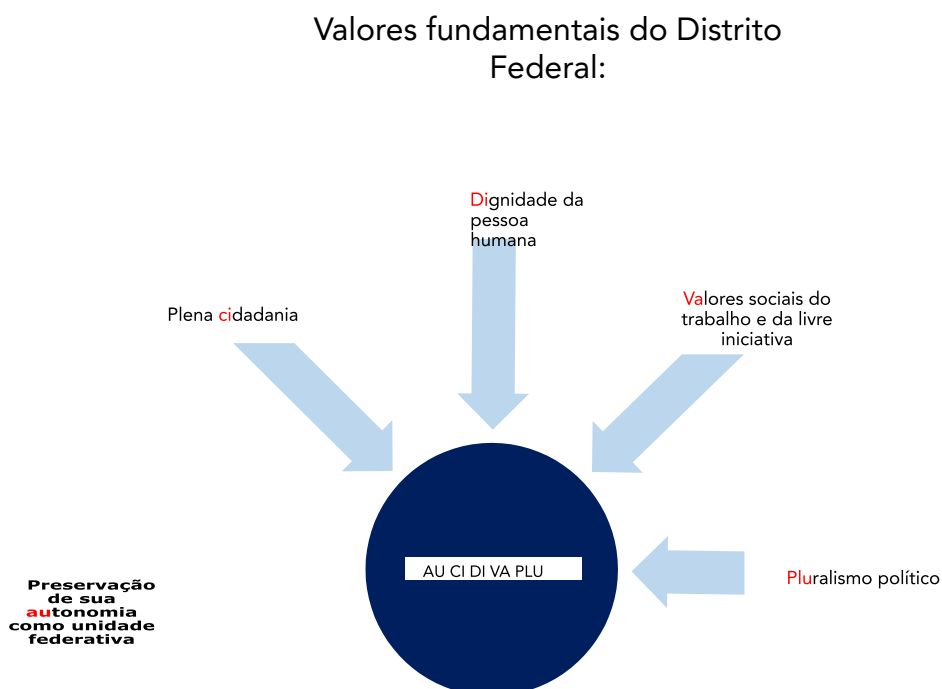 Valores fundamentais do Distrito
Federal:
Dignidade da
pessoa
humana
Plena cidadania
Valores sociais do
trabalho e da livre
iniciativa
AU CI DI VA PLU
Pluralismo político
Preservação
de sua
autonomia
como unidade
federativa